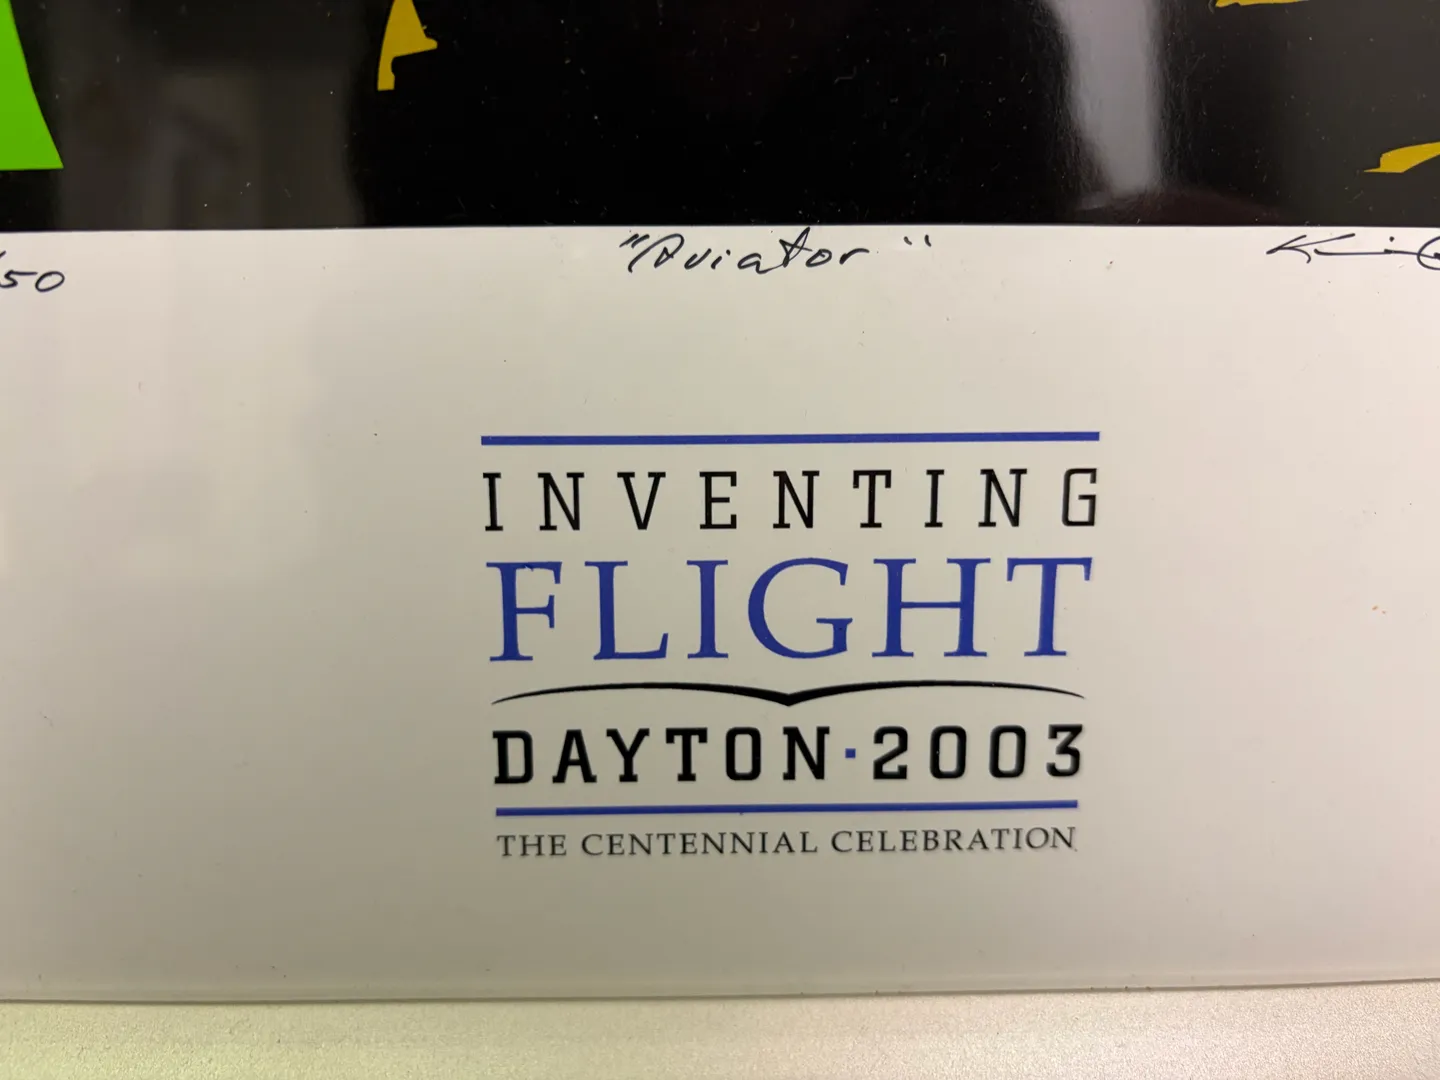 /50 "Aviator"
INVENTING
FLIGHT
DAYTON·2003
THE CENTENNIAL CELEBRATION